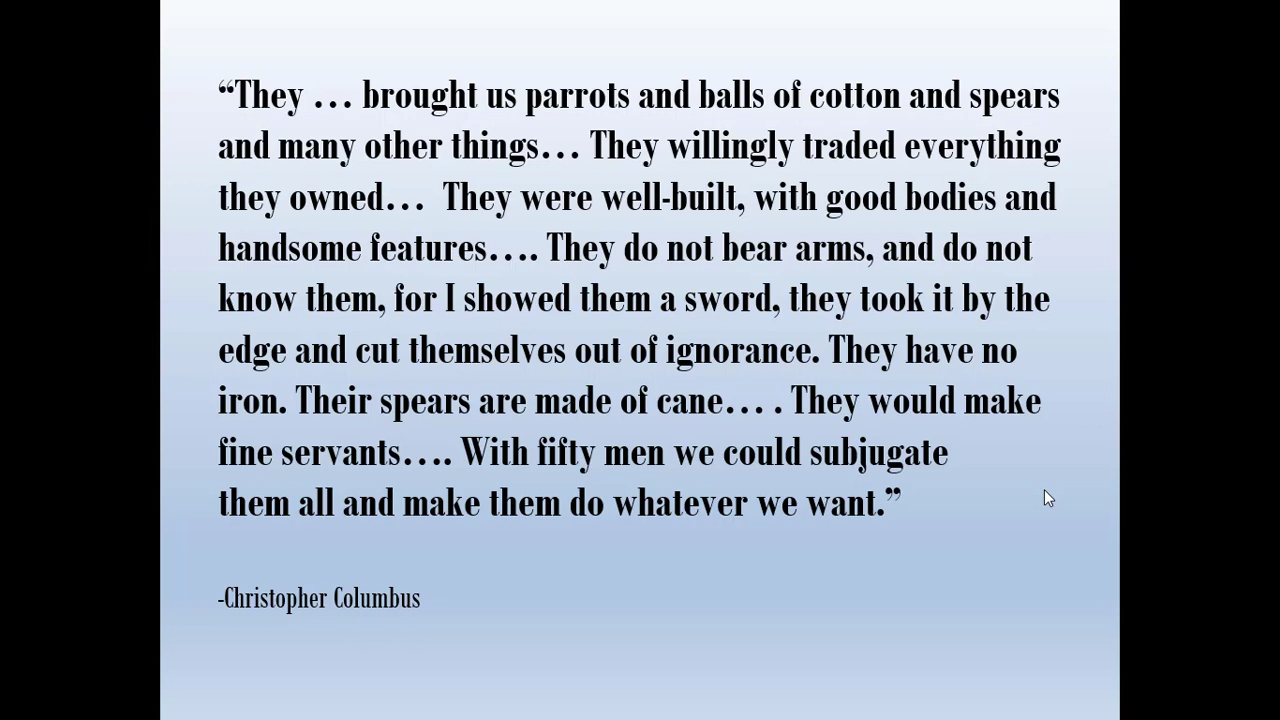 “They … brought us parrots and balls of cotton and spears
and many other things… They willingly traded everything
they owned…  They were well-built, with good bodies and
handsome features…. They do not bear arms, and do not
know them, for I showed them a sword, they took it by the
edge and cut themselves out of ignorance. They have no
iron. Their spears are made of cane… . They would make
fine servants…. With fifty men we could subjugate
them all and make them do whatever we want.”
-Christopher Columbus